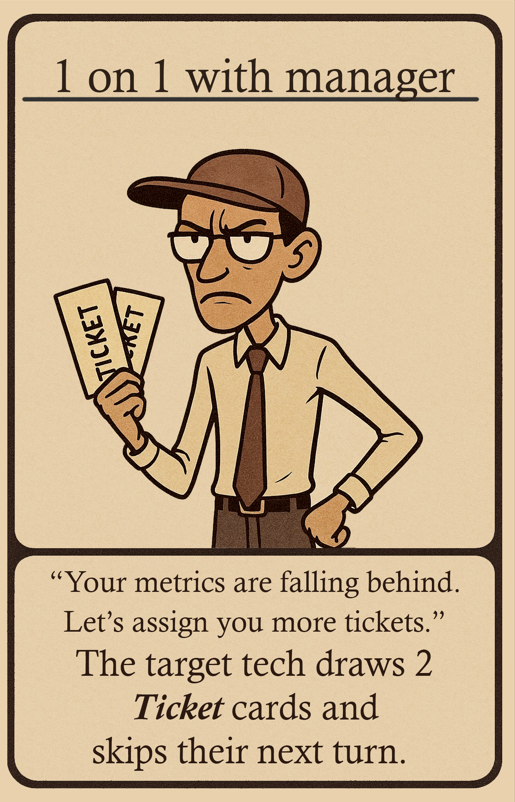 1 on 1 with manager
TICKET
CKET
“Your metrics are falling behind.
Let’s assign you more tickets.”
The target tech draws 2
Ticket cards and
skips their next turn.